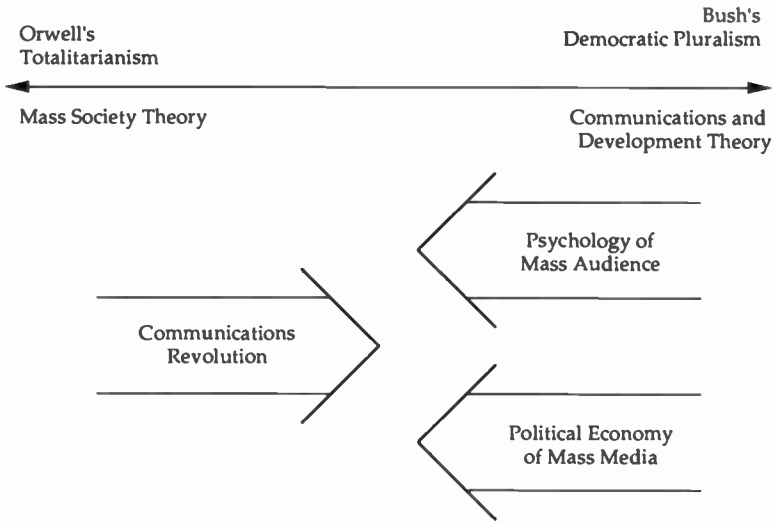 Orwell's
Totalitarianism
Bush's
Democratic Pluralism
Mass Society Theory
Communications and
Development Theory
Psychology of
Mass Audience
Communications
Revolution
Political Economy
of Mass Media